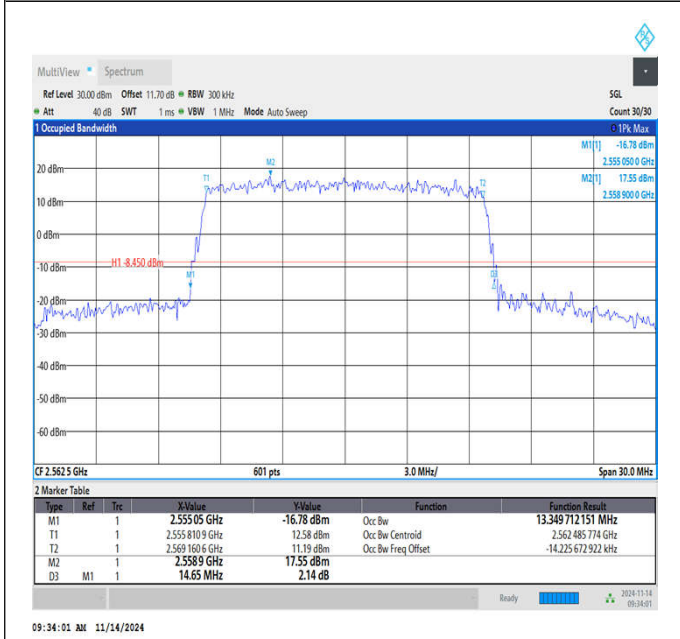 R&S
MultiView Spectrum
Ref Level 30.00 dBm Offset 11.70 dB RBW 300 kHz SGL
Att 40 dB SWT 1 ms VBW 1 MHz Mode Auto Sweep Count 30/30
1 Occupied Bandwidth 1Pk Max
M1[1] -16.78 dBm
2.555 050 0 GHz
M2[1] 17.55 dBm
2.558 900 0 GHz
M2
T1
T2
20 dBm
10 dBm
0 dBm
H1 -8.450 dBm
-10 dBm
M1
D3
-20 dBm
-30 dBm
-40 dBm
-50 dBm
-60 dBm
CF 2.562 5 GHz 601 pts 3.0 MHz/ Span 30.0 MHz
2 Marker Table
Type Ref Trc X-Value Y-Value Function Function Result
M1 1 2.555 05 GHz -16.78 dBm Occ Bw 13.349 712 151 MHz
T1 1 2.555 810 9 GHz 12.58 dBm Occ Bw Centroid 2.562 485 774 GHz
T2 1 2.569 160 6 GHz 11.19 dBm Occ Bw Freq Offset -14.225 672 922 kHz
M2 1 2.558 9 GHz 17.55 dBm
D3 M1 1 14.65 MHz 2.14 dB
Ready 2024-11-14
09:34:01
09:34:01 AM 11/14/2024